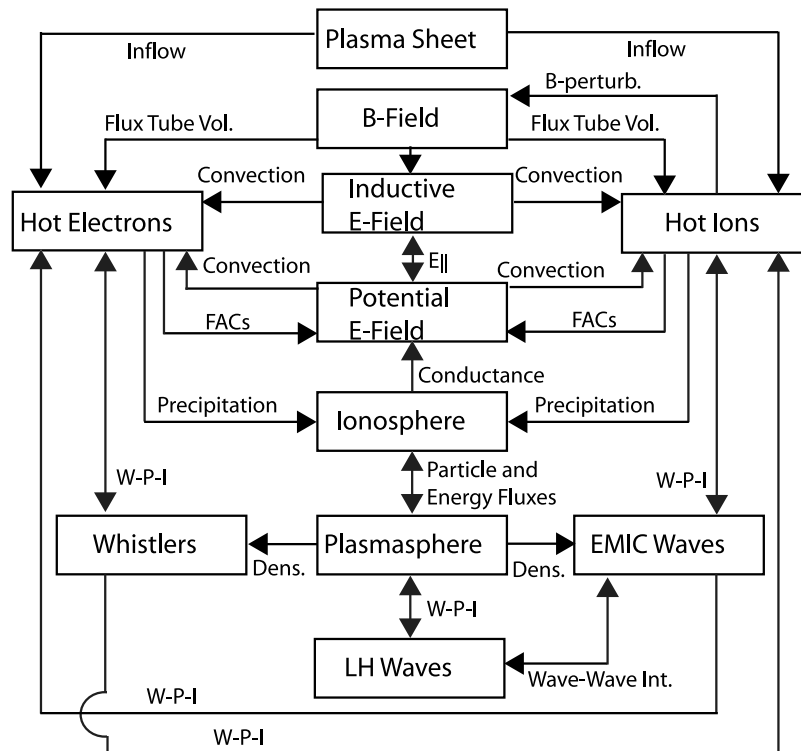 Plasma Sheet
Inflow
Inflow
B-perturb.
B-Field
Flux Tube Vol.
Flux Tube Vol.
Convection
Inductive
E-Field
Convection
Hot Electrons
Hot Ions
E||
Convection
Convection
Potential
E-Field
FACs
FACs
Conductance
Precipitation
Ionosphere
Precipitation
W-P-I
Particle and
Energy Fluxes
W-P-I
Whistlers
Plasmasphere
EMIC Waves
Dens.
Dens.
W-P-I
LH Waves
Wave-Wave Int.
W-P-I
W-P-I